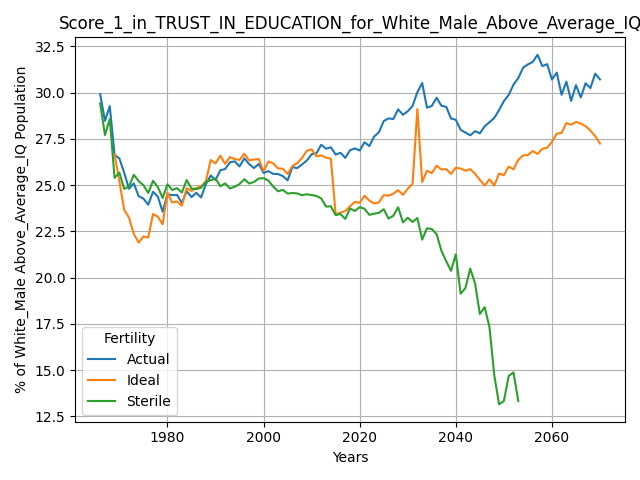 Score_1_in_TRUST_IN_EDUCATION_for_White_Male_Above_Average_IQ
% of White_Male Above_Average_IQ Population
32.5
30.0
27.5
25.0
22.5
20.0
17.5
15.0
12.5
Fertility
Actual
Ideal
Sterile
1980
2000
2020
2040
2060
Years